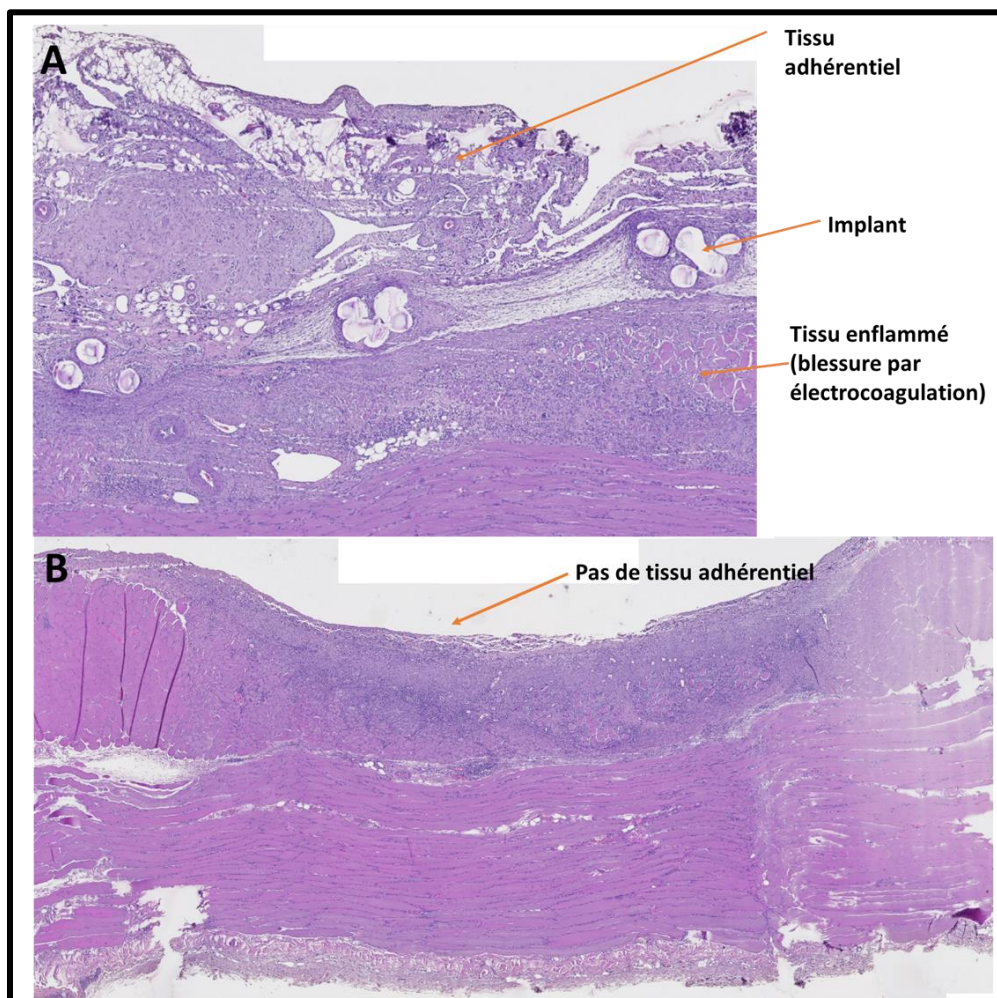 A
Tissu
adhérentiel
Implant
Tissu enflammé
(blessure par
électrocoagulation)
B
Pas de tissu adhérentiel